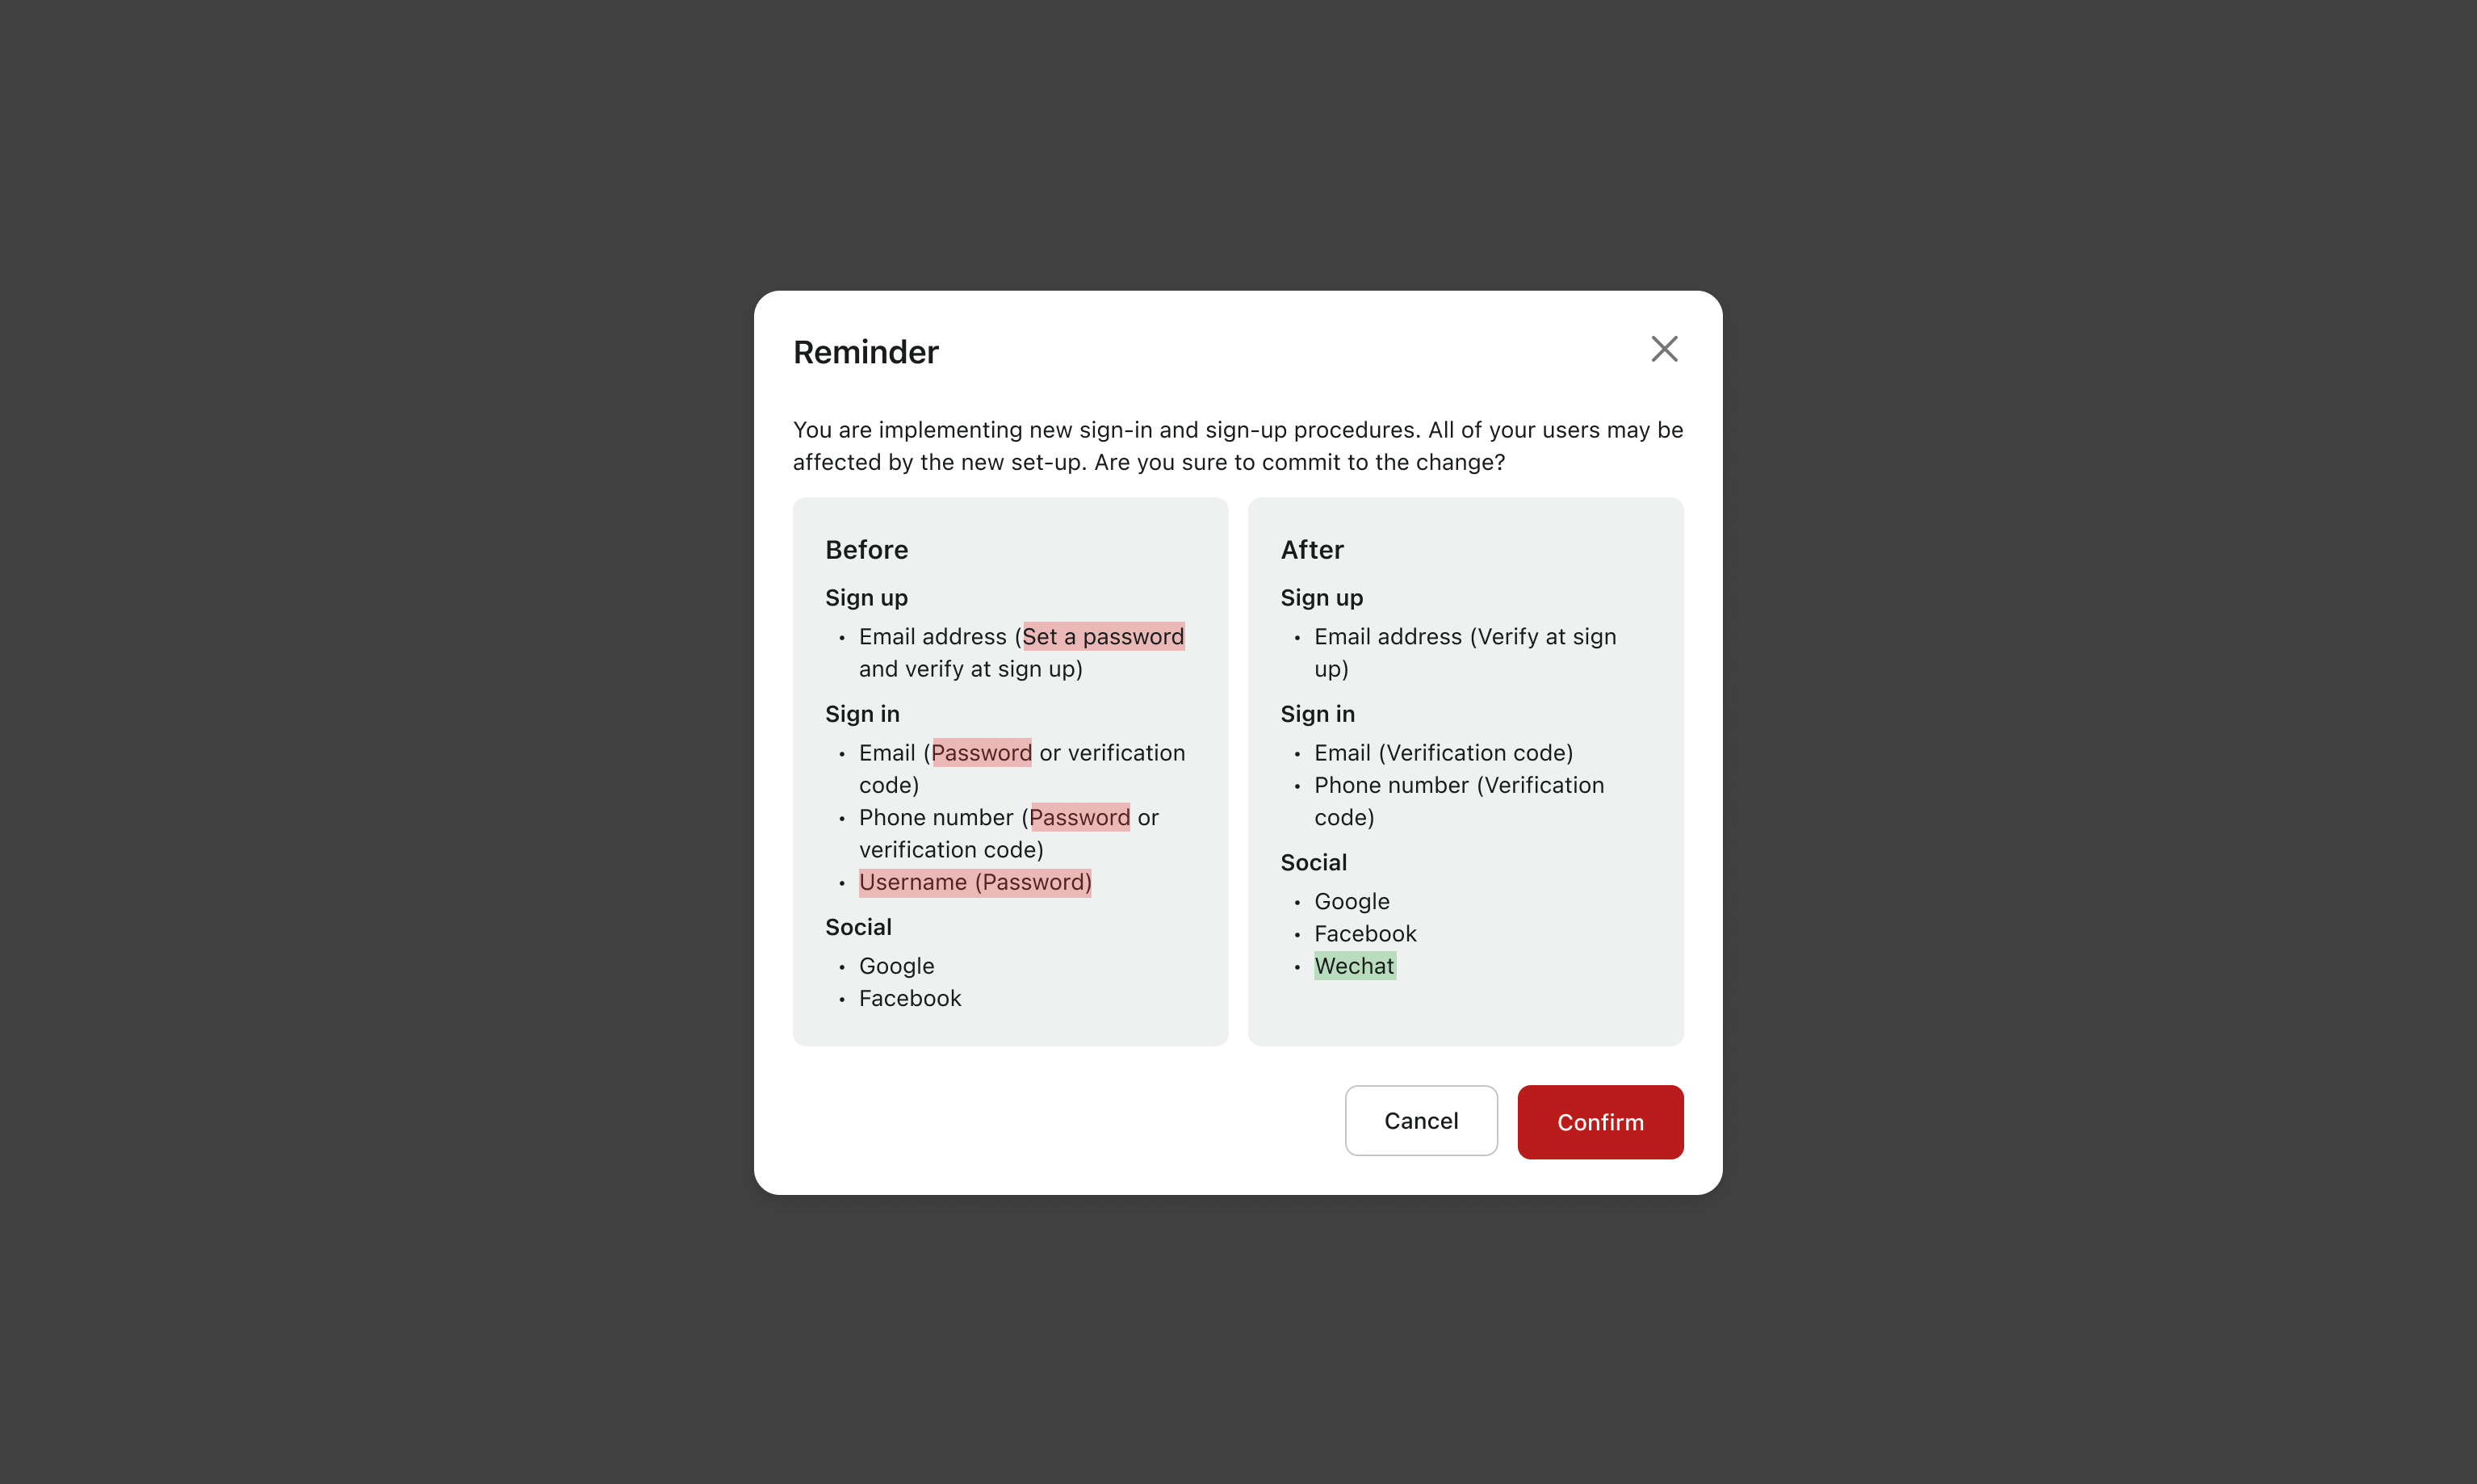 Reminder
You are implementing new sign-in and sign-up procedures. All of your users may be
affected by the new set-up. Are you sure to commit to the change?
Before
Sign up
• Email address (Set a password
and verify at sign up)
Sign in
• Email (Password or verification
code)
• Phone number (Password or
verification code)
• Username (Password)
Social
• Google
• Facebook
After
Sign up
• Email address (Verify at sign
up)
Sign in
• Email (Verification code)
• Phone number (Verification
code)
Social
• Google
• Facebook
• Wechat
Cancel
Confirm